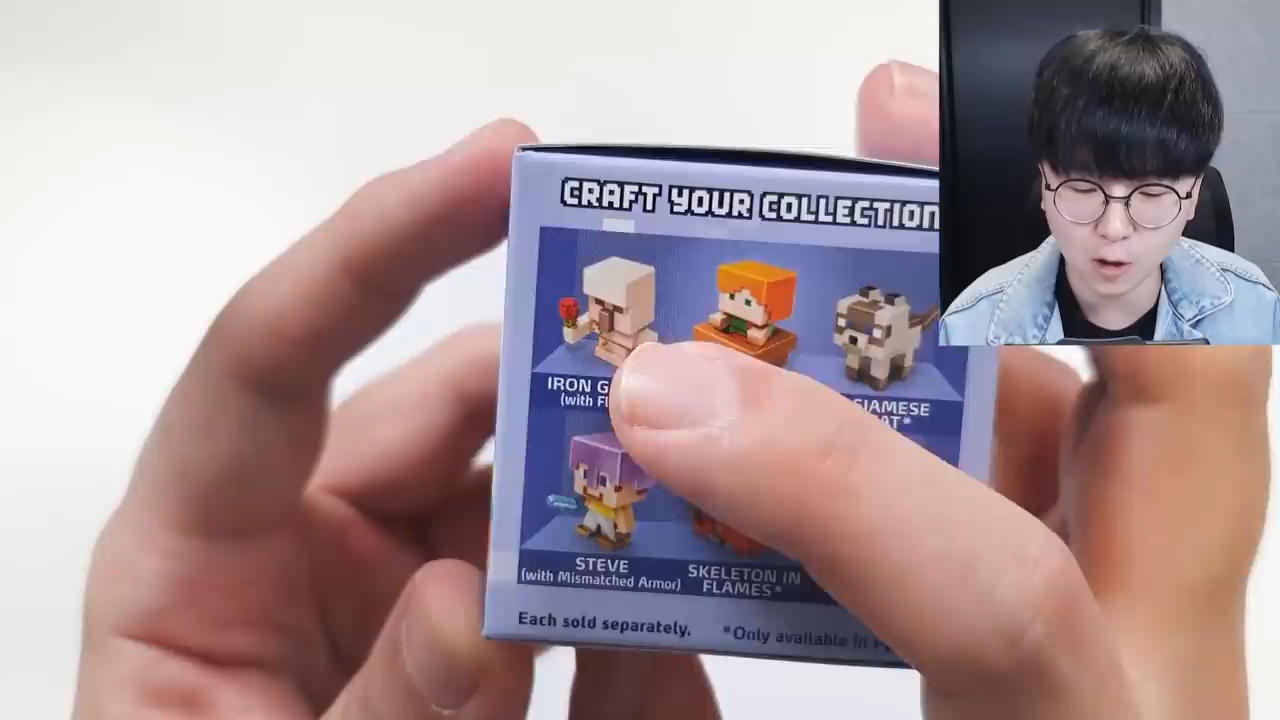 CRAFT YOUR COLLECTION
IRON
(with
SIAMESE
STEVE
(with Mismatched Armor)
SKELETON IN
FLAMES*
Each sold separately.
*Only available in